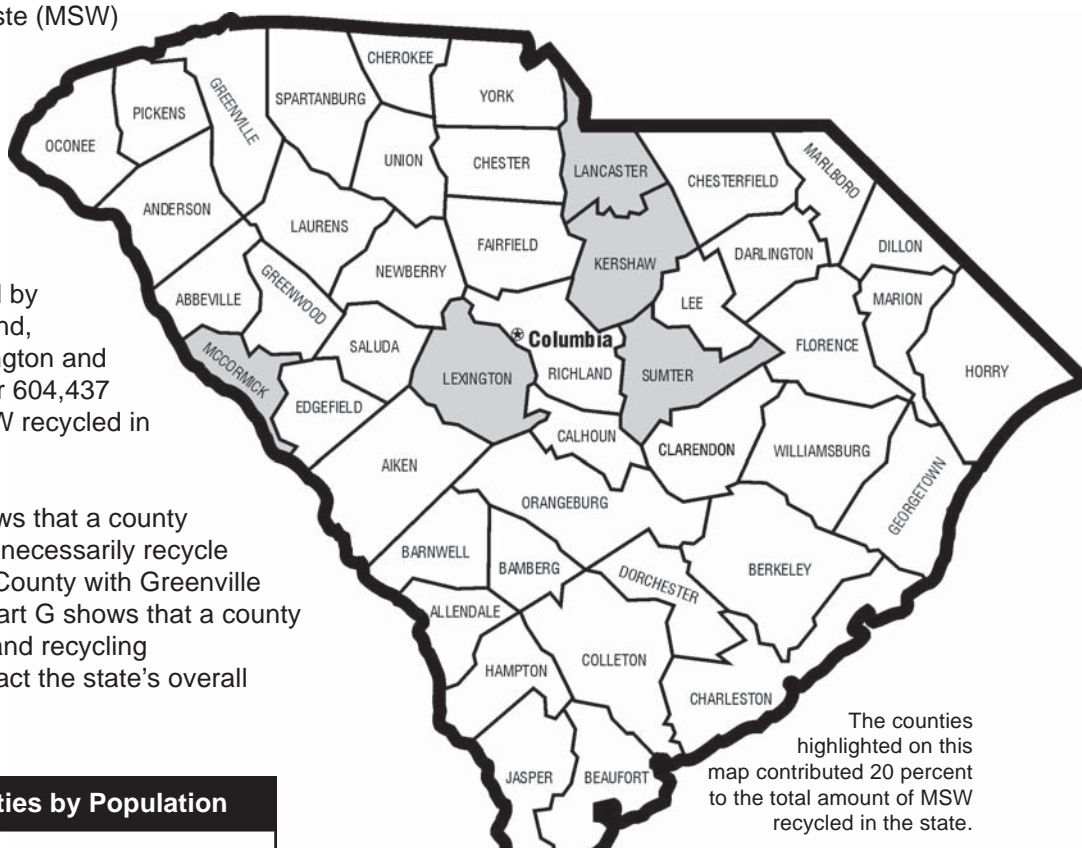 ste (MSW)
by
nd,
ngton and
r 604,437
W recycled in
ws that a county
necessarily recycle
County with Greenville
art G shows that a county
and recycling
act the state's overall
ties by Population
CHEROKEE
YORK
SPARTANBURG
GREENVILLE
PICKENS
OCONEE
UNION
CHESTER
LANCASTER
CHESTERFIELD
MARLBORO
ANDERSON
LAURENS
FAIRFIELD
KERSHAW
DARLINGTON
DILLON
NEWBERRY
GREENWOOD
ABBEVILLE
LEE
MARION
Columbia
SALUDA
MCCORMICK
LEXINGTON
RICHLAND
SUMTER
FLORENCE
HORRY
EDGEFIELD
CALHOUN
CLARENDON
WILLIAMSBURG
AIKEN
ORANGEBURG
GEORGETOWN
BARNWELL
BAMBERG
DORCHESTER
BERKELEY
ALLENDALE
HAMPTON
COLLETON
CHARLESTON
JASPER
BEAUFORT
The counties
highlighted on this
map contributed 20 percent
to the total amount of MSW
recycled in the state.